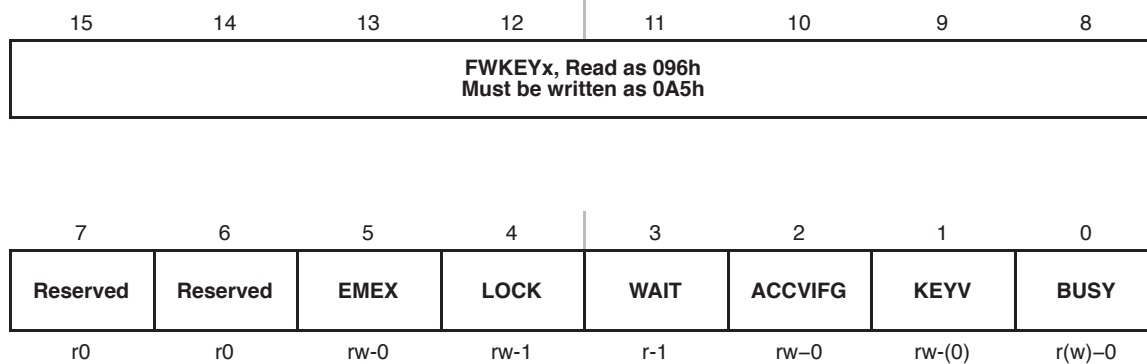 15 14 13 12 11 10 9 8
FWKEYx, Read as 096h
Must be written as 0A5h
7 6 5 4 3 2 1 0
Reserved Reserved EMEX LOCK WAIT ACCVIFG KEYV BUSY
r0 r0 rw-0 rw-1 r-1 rw−0 rw-(0) r(w)−0